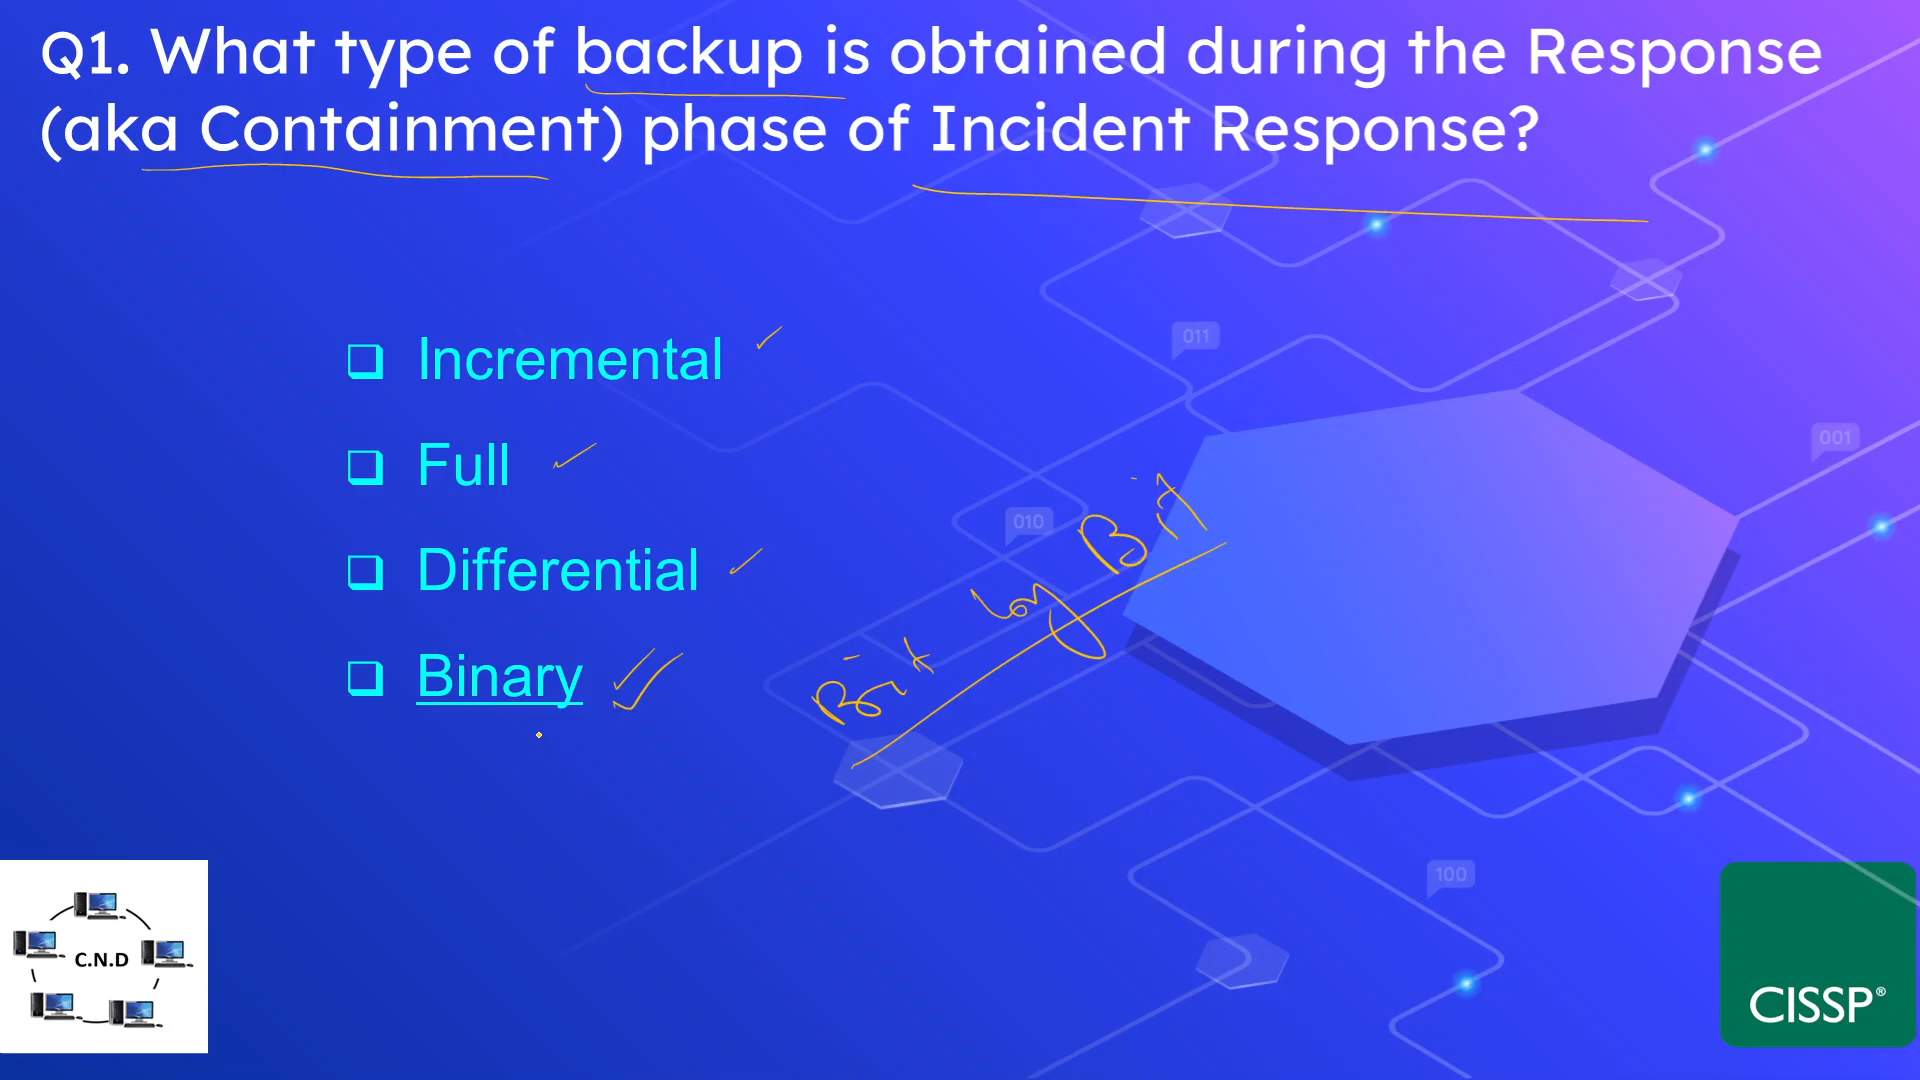 Q1. What type of backup is obtained during the Response
(aka Containment) phase of Incident Response?
Incremental
Full
Differential
Binary
Bit by Bit
011
001
010
100
C.N.D
CISSP®